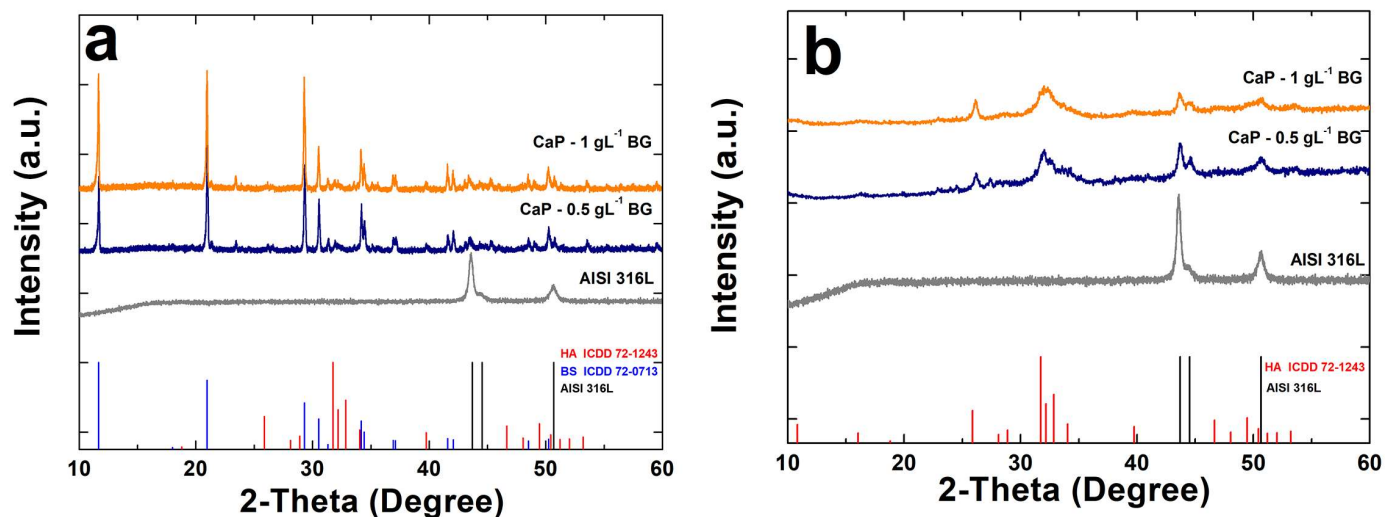 a
Intensity (a.u.)
CaP - 1 gL⁻¹ BG
CaP - 0.5 gL⁻¹ BG
AISI 316L
HA ICDD 72-1243
BS ICDD 72-0713
AISI 316L
10 20 30 40 50 60
2-Theta (Degree)
b
Intensity (a.u.)
CaP - 1 gL⁻¹ BG
CaP - 0.5 gL⁻¹ BG
AISI 316L
HA ICDD 72-1243
AISI 316L
10 20 30 40 50 60
2-Theta (Degree)